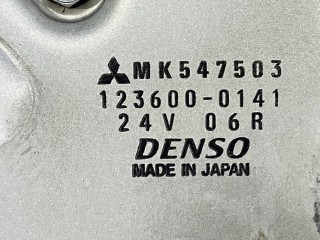 MK547503
123600-0141
24V 06R
DENSO
MADE IN JAPAN